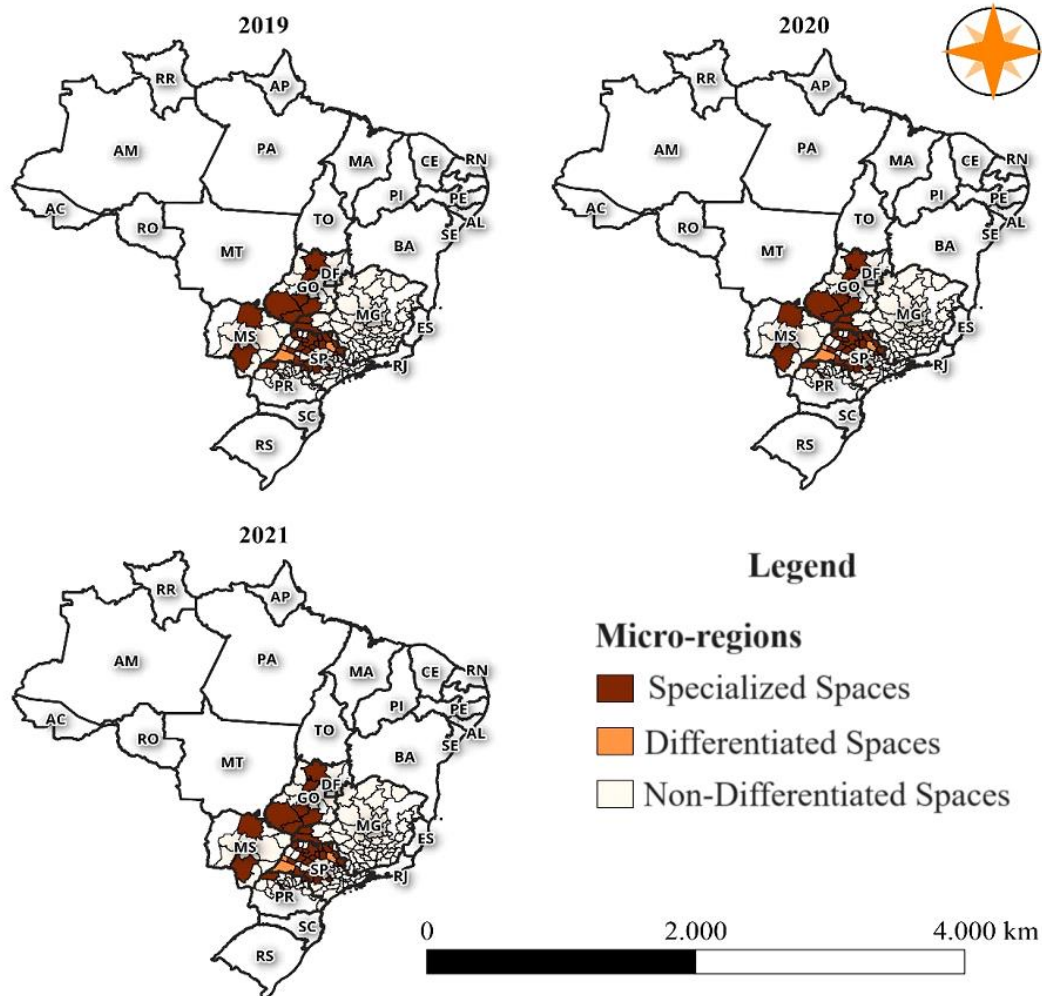 2019
RR
AP
AM
PA
MA
CE
RN
PI
PE
AL
SE
AC
RO
TO
BA
MT
DF
GO
MG
ES
MS
SP
RJ
PR
SC
RS
2020
RR
AP
AM
PA
MA
CE
RN
PI
PE
AL
SE
AC
RO
TO
BA
MT
DF
GO
MG
ES
MS
SP
RJ
PR
SC
RS
2021
RR
AP
AM
PA
MA
CE
RN
PI
PE
AL
SE
AC
RO
TO
BA
MT
DF
GO
MG
ES
MS
SP
RJ
PR
SC
RS
Legend
Micro-regions
Specialized Spaces
Differentiated Spaces
Non-Differentiated Spaces
0 2.000 4.000 km